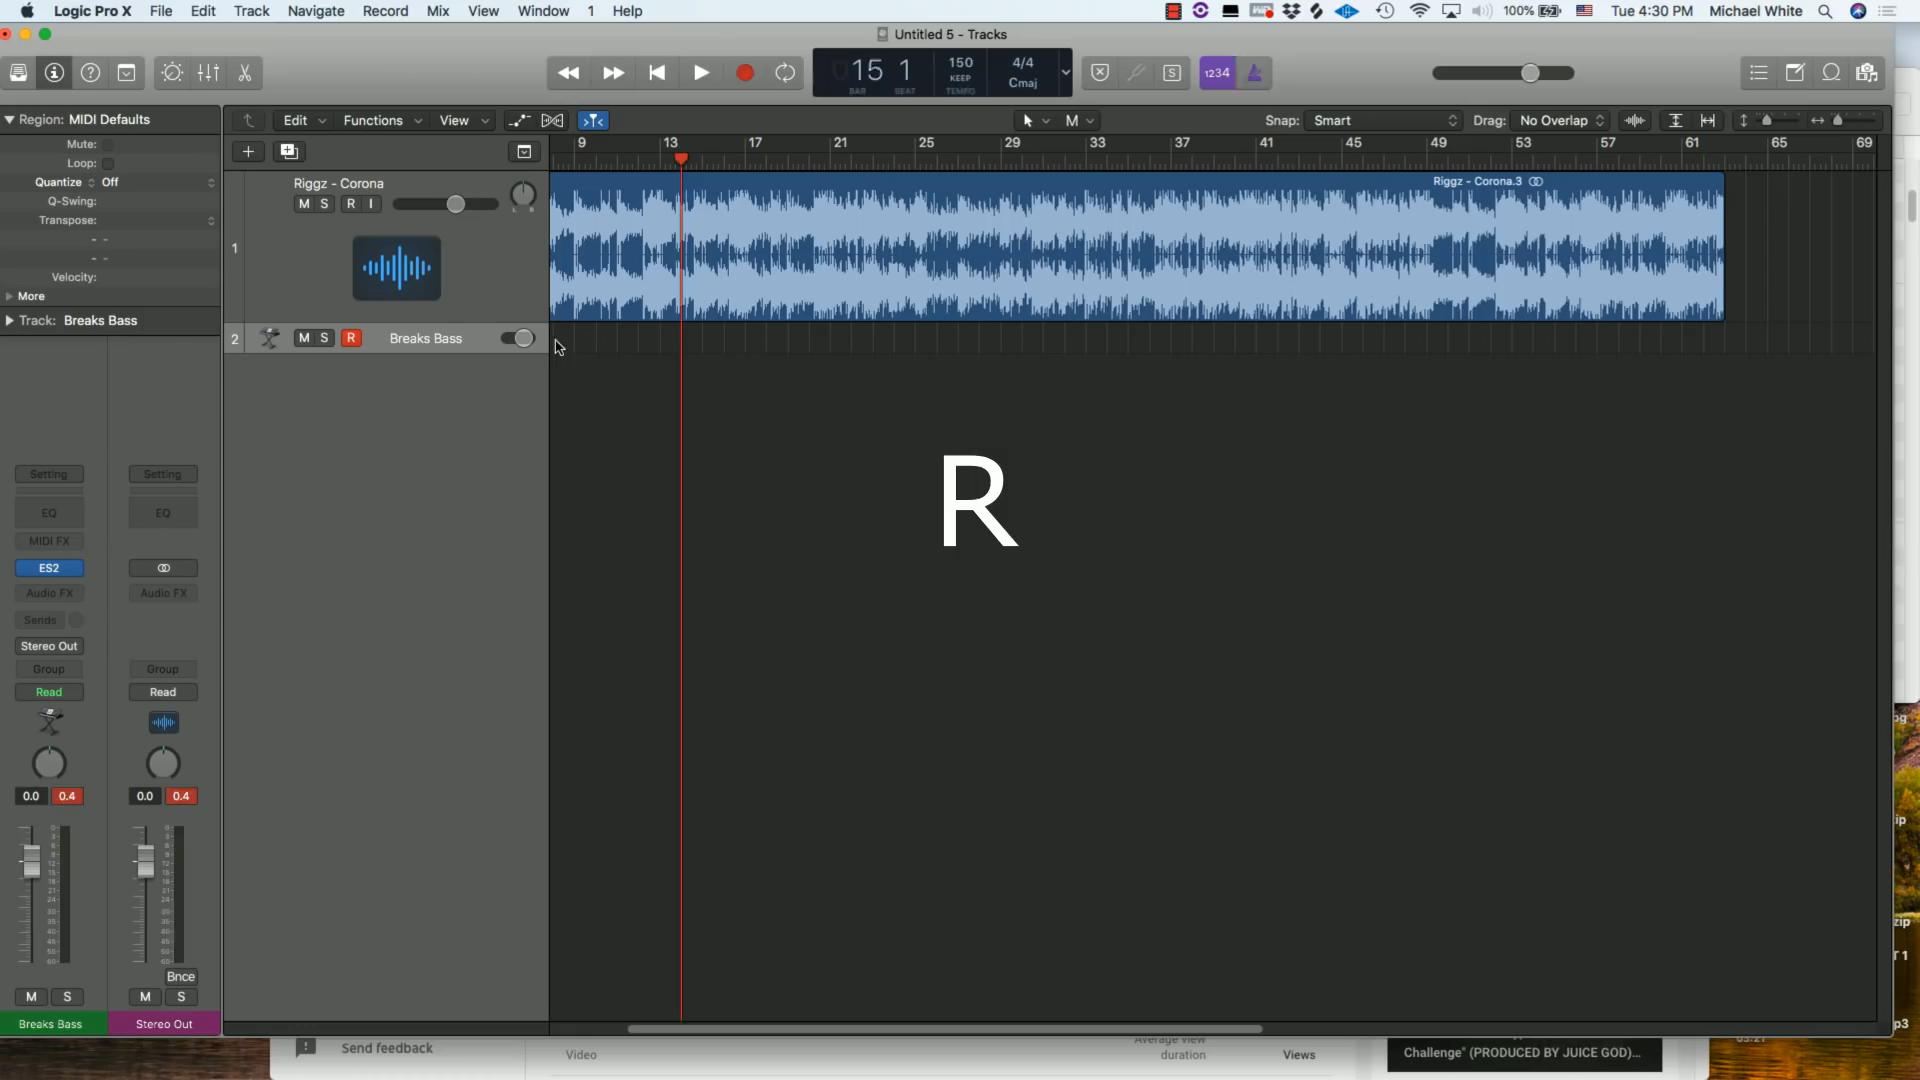 Logic Pro X File Edit Track Navigate Record Mix View Window 1 Help 100% Tue 4:30 PM Michael White
Untitled 5 - Tracks
15 1 150 KEEP 4/4 Cmaj
BAR BEAT TEMPO
S 1234
Region: MIDI Defaults
Mute:
Loop:
Quantize Off
Q-Swing:
Transpose:
Velocity:
More
Track: Breaks Bass
Edit Functions View M Snap: Smart Drag: No Overlap
9 13 17 21 25 29 33 37 41 45 49 53 57 61 65 69
1 Riggz - Corona
M S R I
L R
Riggz - Corona.3
2 M S R Breaks Bass
R
Setting Setting
EQ EQ
MIDI FX
ES2
Audio FX Audio FX
Sends
Stereo Out
Group Group
Read Read
0.0 0.4 0.0 0.4
Bnce
M S M S
Breaks Bass Stereo Out
Send feedback
Video
Average view
duration
Views
Challenge" (PRODUCED BY JUICE GOD)...
zip
T 1
p3